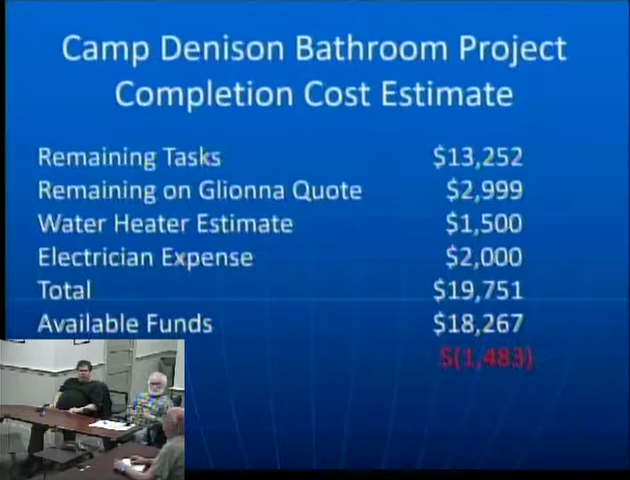 Camp Denison Bathroom Project
Completion Cost Estimate
Remaining Tasks $13,252
Remaining on Glionna Quote $2,999
Water Heater Estimate $1,500
Electrician Expense $2,000
Total $19,751
Available Funds $18,267
$(1,483)